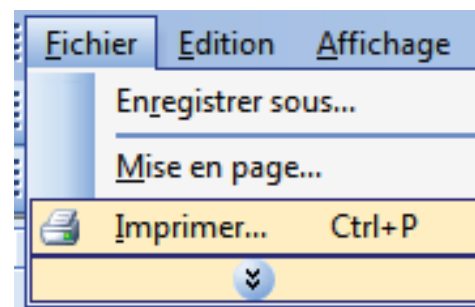 Fichier Edition Affichage
Enregistrer sous...
Mise en page...
Imprimer... Ctrl+P